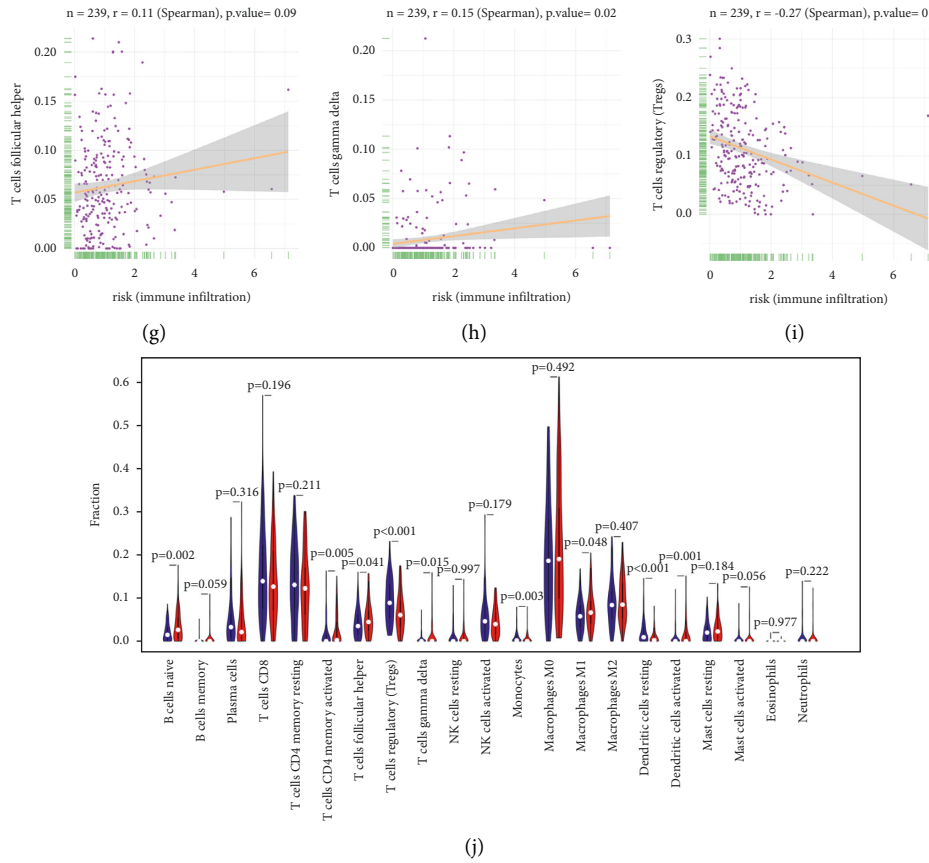 n = 239, r = 0.11 (Spearman), p.value= 0.09
T cells follicular helper
0.20
0.15
0.10
0.05
0.00
0
2
4
6
risk (immune infiltration)
(g)
n = 239, r = 0.15 (Spearman), p.value= 0.02
T cells gamma delta
0.20
0.15
0.10
0.05
0.00
0
2
4
6
risk (immune infiltration)
(h)
n = 239, r = -0.27 (Spearman), p.value= 0
T cells regulatory (Tregs)
0.3
0.2
0.1
0.0
0
2
4
6
risk (immune infiltration)
(i)
Fraction
0.6
0.5
0.4
0.3
0.2
0.1
0.0
p=0.002
p=0.059
p=0.316
p=0.196
p=0.211
p=0.005
p=0.041
p<0.001
p=0.015
p=0.997
p=0.179
p=0.003
p=0.492
p=0.048
p=0.407
p<0.001
p=0.001
p=0.184
p=0.056
p=0.977
p=0.222
B cells naive
B cells memory
Plasma cells
T cells CD8
T cells CD4 memory resting
T cells CD4 memory activated
T cells follicular helper
T cells regulatory (Tregs)
T cells gamma delta
NK cells resting
NK cells activated
Monocytes
Macrophages M0
Macrophages M1
Macrophages M2
Dendritic cells resting
Dendritic cells activated
Mast cells resting
Mast cells activated
Eosinophils
Neutrophils
(j)